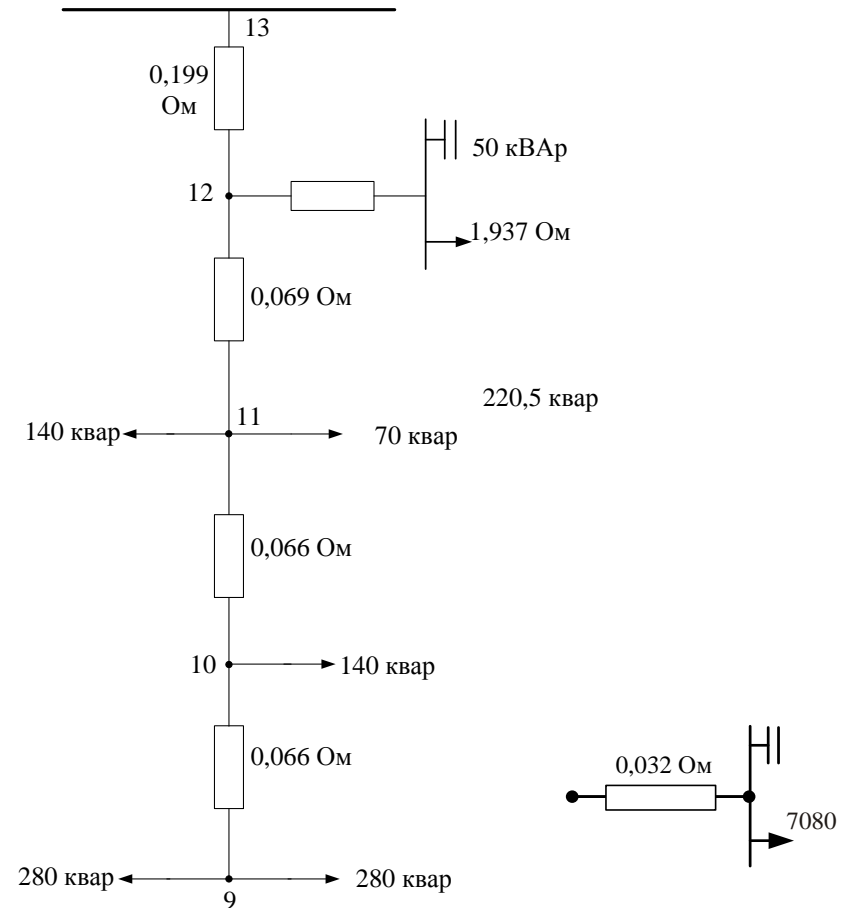 13
0,199
Ом
50 кВАр
12
1,937 Ом
0,069 Ом
220,5 квар
140 квар
11
70 квар
0,066 Ом
10
140 квар
0,066 Ом
0,032 Ом
7080
280 квар
280 квар
9